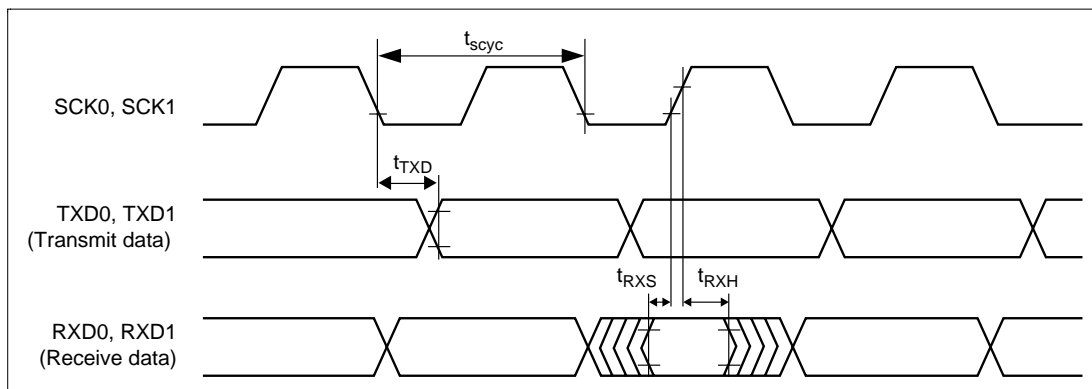 tscyc
SCK0, SCK1
tTXD
TXD0, TXD1
(Transmit data)
tRXS
tRXH
RXD0, RXD1
(Receive data)